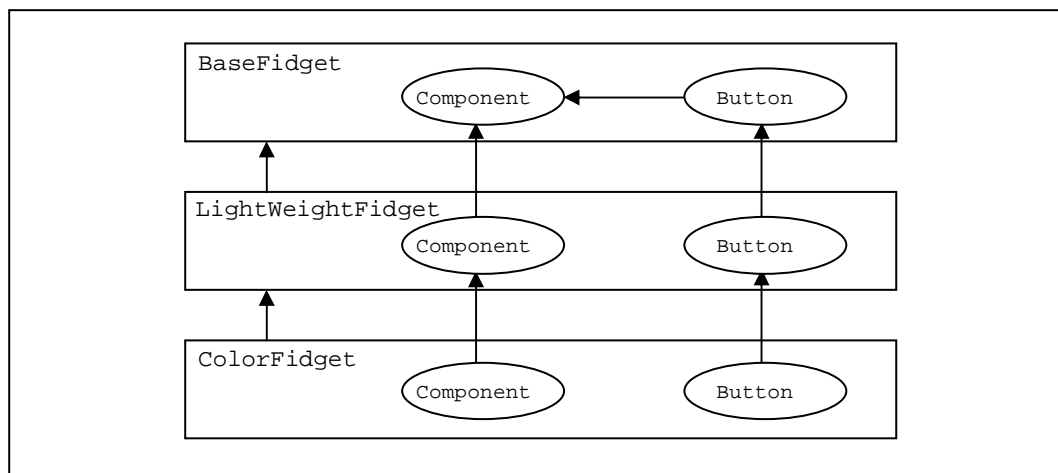 BaseFidget
Component
Button
LightWeightFidget
Component
Button
ColorFidget
Component
Button